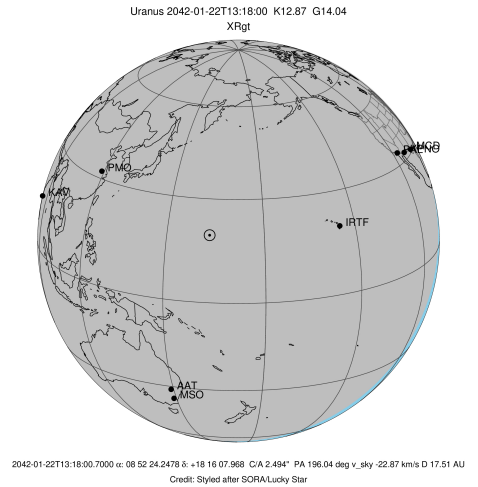 Uranus 2042-01-22T13:18:00 K12.87 G14.04
XRgt
PMO
KAV
IRTF
AAT
MSO
2042-01-22T13:18:00.7000 α: 08 52 24.2478 δ: +18 16 07.968 C/A 2.494" PA 196.04 deg v_sky -22.87 km/s D 17.51 AU
Credit: Styled after SORA/Lucky Star